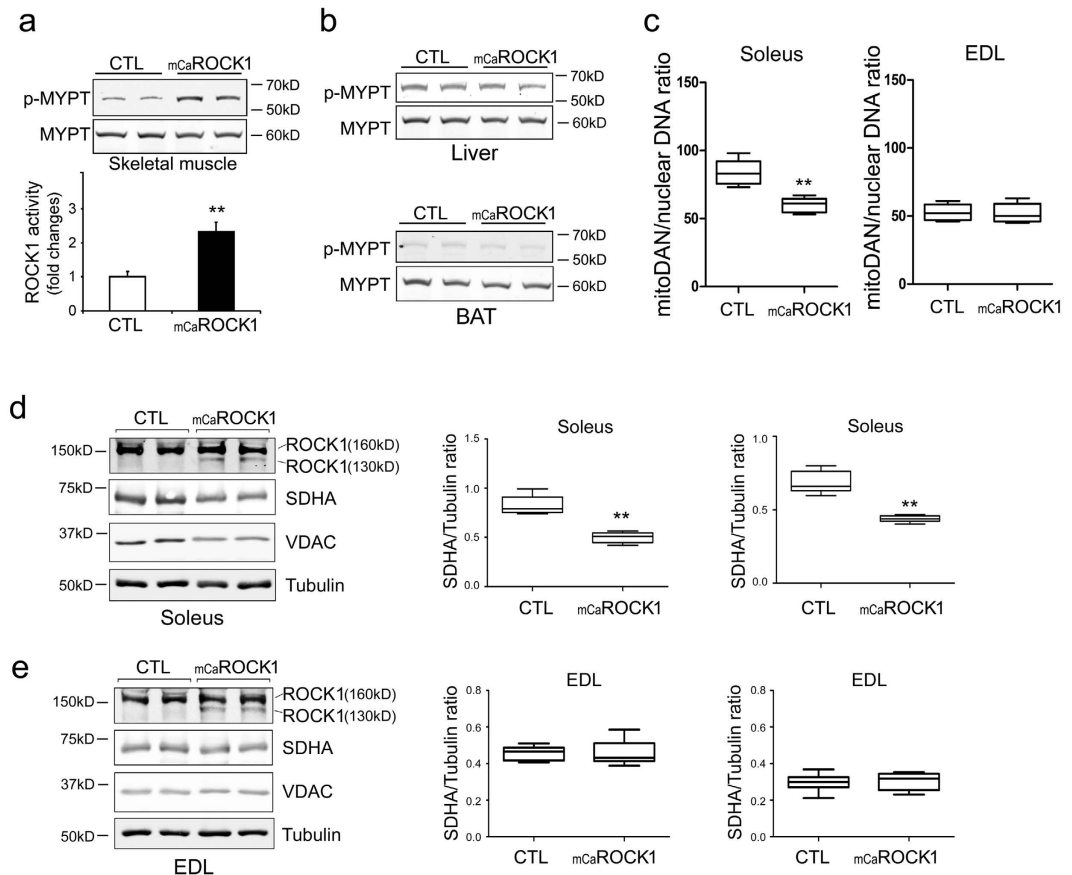 a
CTL mCaROCK1
p-MYPT
70kD
50kD
MYPT
60kD
Skeletal muscle
ROCK1 activity
(fold changes)
3
2
1
0
**
CTL
mCaROCK1
b
CTL mCaROCK1
p-MYPT
70kD
50kD
MYPT
60kD
Liver
CTL mCaROCK1
p-MYPT
70kD
50kD
MYPT
60kD
BAT
c
Soleus
mitoDAN/nuclear DNA ratio
150
100
50
0
**
CTL
mCaROCK1
EDL
mitoDAN/nuclear DNA ratio
150
100
50
0
CTL
mCaROCK1
d
CTL mCaROCK1
150kD
ROCK1(160kD)
ROCK1(130kD)
75kD
SDHA
37kD
VDAC
50kD
Tubulin
Soleus
Soleus
SDHA/Tubulin ratio
1.5
1.0
0.5
0.0
**
CTL
mCaROCK1
Soleus
SDHA/Tubulin ratio
1.0
0.5
0.0
**
CTL
mCaROCK1
e
CTL mCaROCK1
150kD
ROCK1(160kD)
ROCK1(130kD)
75kD
SDHA
37kD
VDAC
50kD
Tubulin
EDL
EDL
SDHA/Tubulin ratio
0.8
0.6
0.4
0.2
0.0
CTL
mCaROCK1
EDL
SDHA/Tubulin ratio
0.8
0.6
0.4
0.2
0.0
CTL
mCaROCK1